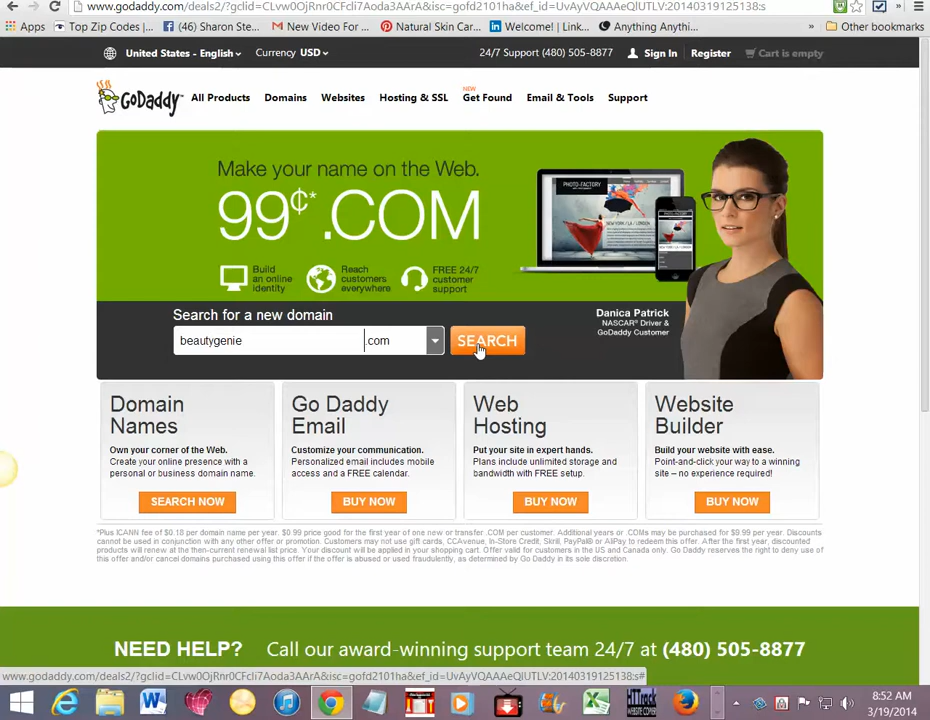 www.godaddy.com/deals2/?gclid=CLvw0OjRnr0CFcli7Aoda3AArA&isc=gofd2101ha&ef_id=UvAyVQAAAeQlUTLV:20140319125138:s
Apps Top Zip Codes | ... (46) Sharon Ste... New Video For ... Natural Skin Car... Welcome! | Link... Anything Anythi... » Other bookmarks
United States - English Currency USD 24/7 Support (480) 505-8877 Sign In Register Cart is empty
GoDaddy™ All Products Domains Websites Hosting & SSL NEW Get Found Email & Tools Support
Make your name on the Web.
99¢* .COM
Build an online identity
Reach customers everywhere
FREE 24/7 customer support
PHOTO-FACTORY
Danica Patrick
NASCAR® Driver &
GoDaddy Customer
Search for a new domain
beautygenie .com SEARCH
Domain
Names
Own your corner of the Web.
Create your online presence with a
personal or business domain name.
SEARCH NOW
Go Daddy
Email
Customize your communication.
Personalized email includes mobile
access and a FREE calendar.
BUY NOW
Web
Hosting
Put your site in expert hands.
Plans include unlimited storage and
bandwidth with FREE setup.
BUY NOW
Website
Builder
Build your website with ease.
Point-and-click your way to a winning
site – no experience required!
BUY NOW
*Plus ICANN fee of $0.18 per domain name per year. $0.99 price good for the first year of one new or transfer .COM per customer. Additional years or .COMs may be purchased for $9.99 per year. Discounts
cannot be used in conjunction with any other offer or promotion. Customers may not use gift cards, CCAvenue, In-Store Credit, Skrill, PayPal® or AliPay to redeem this offer. After the first year, discounted
products will renew at the then-current renewal list price. Your discount will be applied in your shopping cart. Offer valid for customers in the US and Canada only. Go Daddy reserves the right to deny use of
this offer and/or cancel domains purchased using this offer if the offer is abused or used fraudulently, as determined by Go Daddy in its sole discretion.
NEED HELP? Call our award-winning support team 24/7 at (480) 505-8877
www.godaddy.com/deals2/?gclid=CLvw0OjRnr0CFcli7Aoda3AArA&isc=gofd2101ha&ef_id=UvAyVQAAAeQlUTLV:20140319125138:s#
HTTrack
8:52 AM
3/19/2014